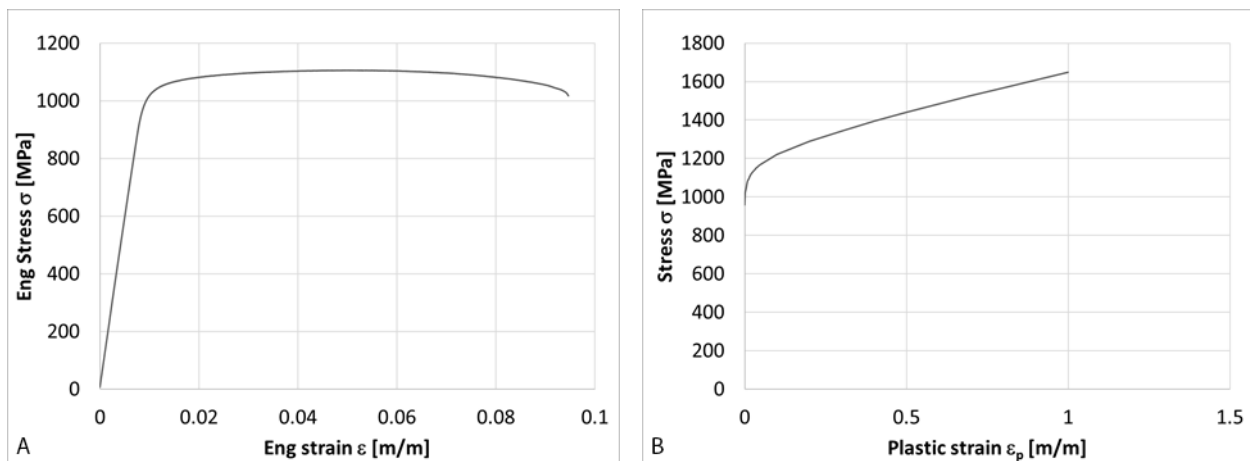 1200
1000
800
600
400
200
0
Eng Stress σ [MPa]
0 0.02 0.04 0.06 0.08 0.1
Eng strain ε [m/m]
A
1800
1600
1400
1200
1000
800
600
400
200
0
Stress σ [MPa]
0 0.5 1 1.5
Plastic strain εp [m/m]
B